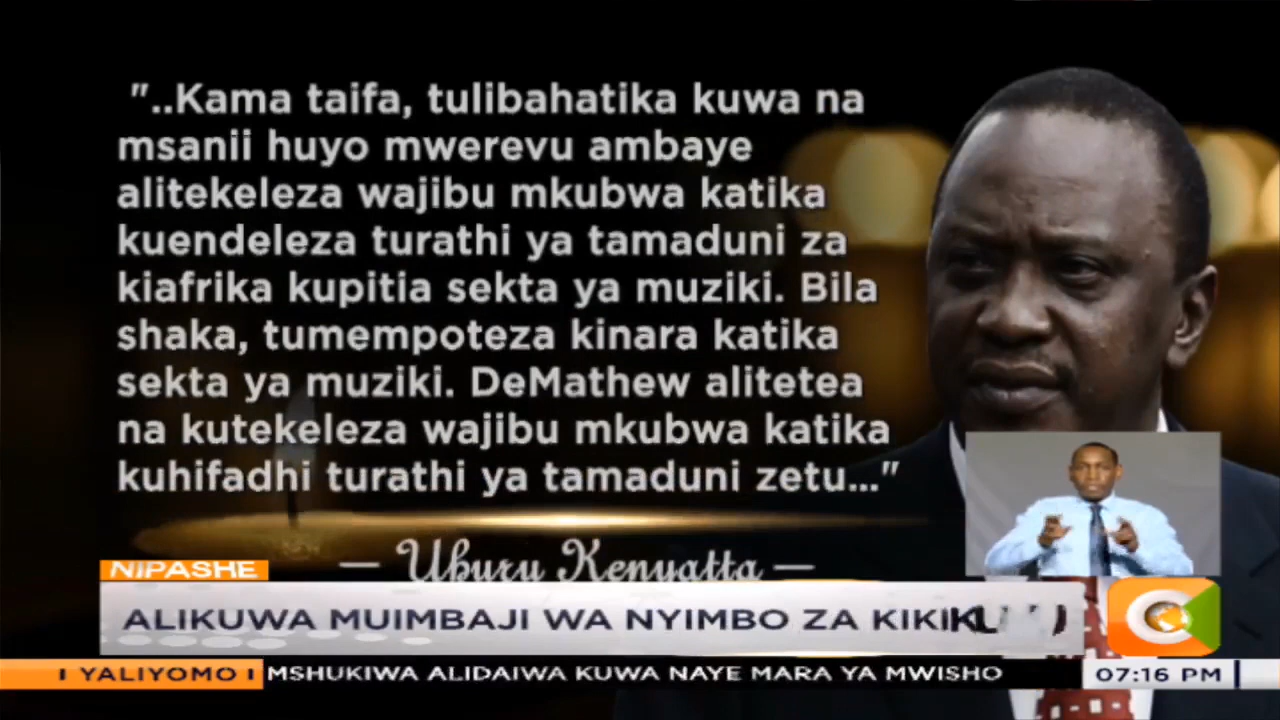 "..Kama taifa, tulibahatika kuwa na
msanii huyo mwerevu ambaye
alitekeleza wajibu mkubwa katika
kuendeleza turathi ya tamaduni za
kiafrika kupitia sekta ya muziki. Bila
shaka, tumempoteza kinara katika
sekta ya muziki. DeMathew alitetea
na kutekeleza wajibu mkubwa katika
kuhifadhi turathi ya tamaduni zetu..."
— Uhuru Kenyatta —
NIPASHE
ALIKUWA MUIMBAJI WA NYIMBO ZA
YALIYOMO
MSHUKIWA ALIDAIWA KUWA NAYE MARA YA MWISHO
07:16 PM